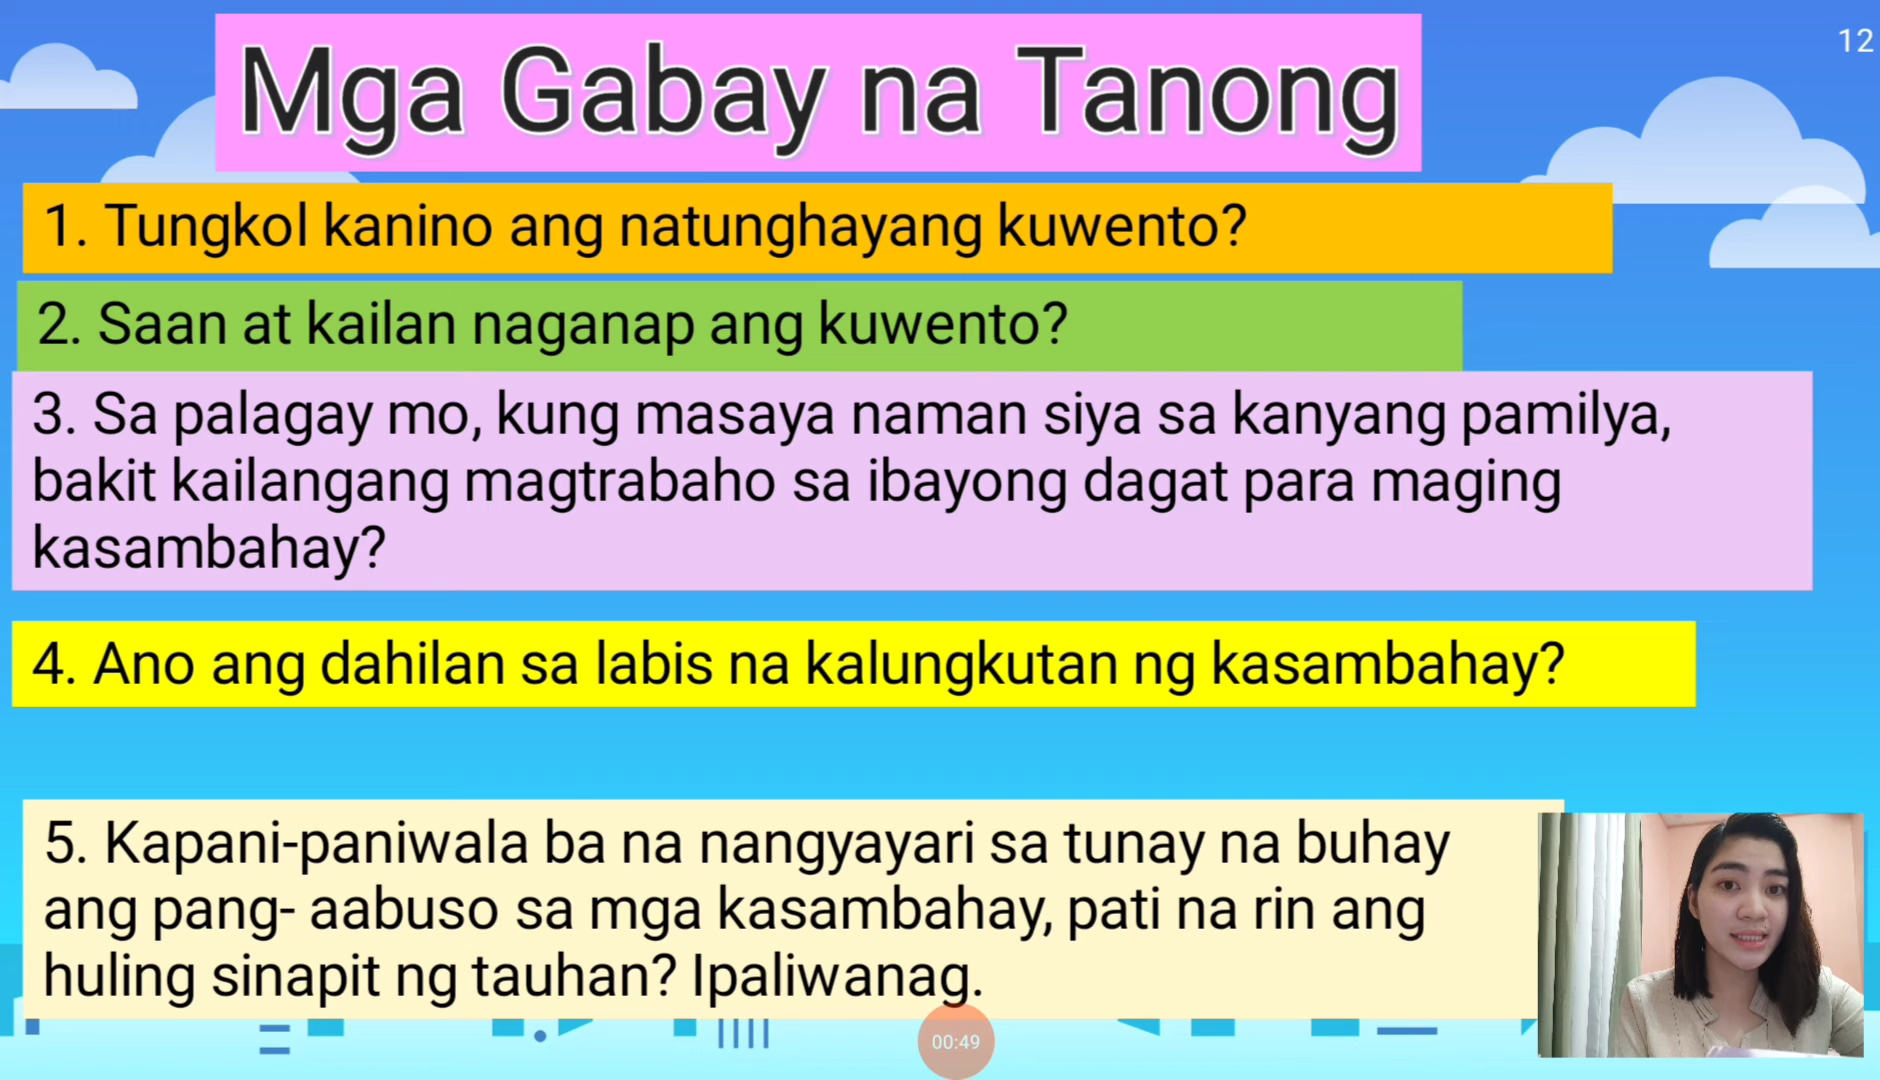 Mga Gabay na Tanong
12
1. Tungkol kanino ang natunghayang kuwento?
2. Saan at kailan naganap ang kuwento?
3. Sa palagay mo, kung masaya naman siya sa kanyang pamilya,
bakit kailangang magtrabaho sa ibayong dagat para maging
kasambahay?
4. Ano ang dahilan sa labis na kalungkutan ng kasambahay?
5. Kapani-paniwala ba na nangyayari sa tunay na buhay
ang pang- aabuso sa mga kasambahay, pati na rin ang
huling sinapit ng tauhan? Ipaliwanag.
00:49